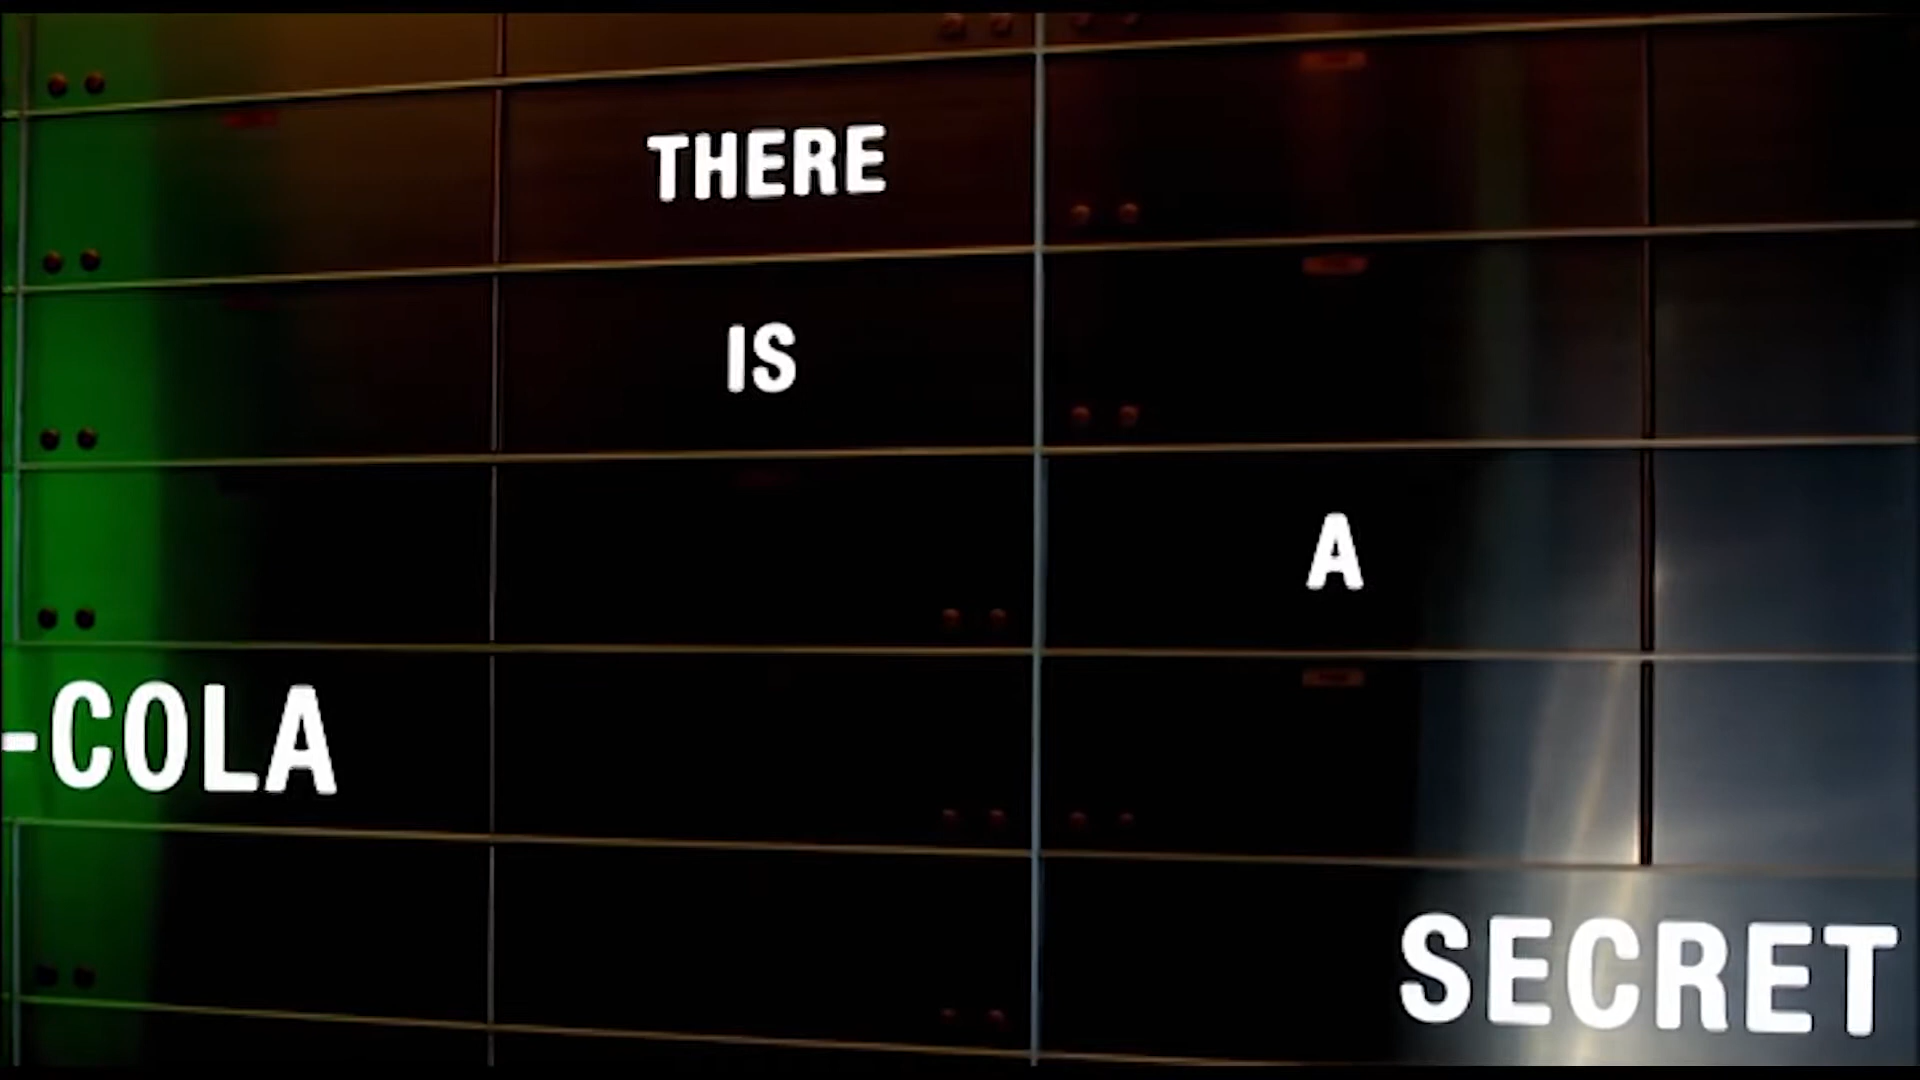 THERE
IS
A
-COLA
SECRET